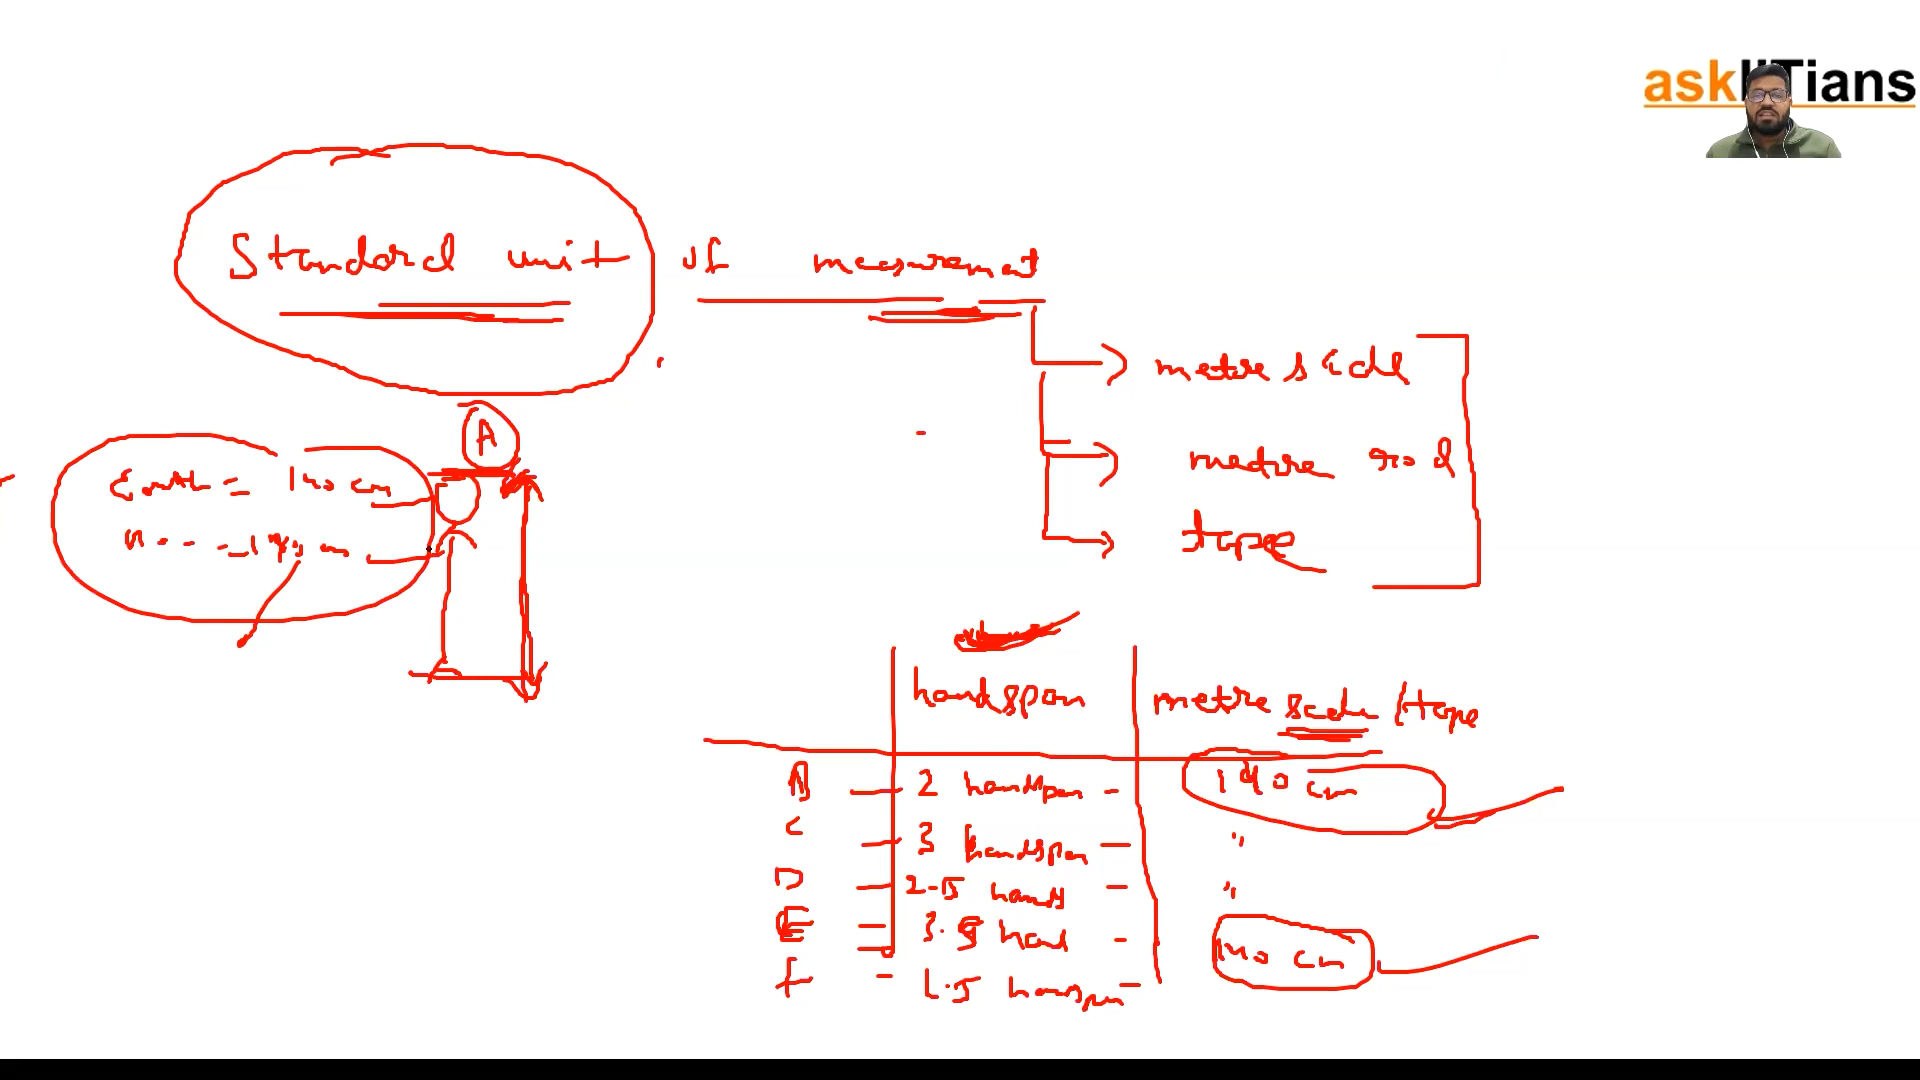 askIITians
Standard unit of measurement
metre scale
metre rod
tape
A
Earth = 140 cm
handspan
metre scale / tape
B 2 handspan - 140 cm
C 3 handspan - "
D 2.5 hands - "
E 3.5 hand - 140 cm
F - 1.5 handspan -